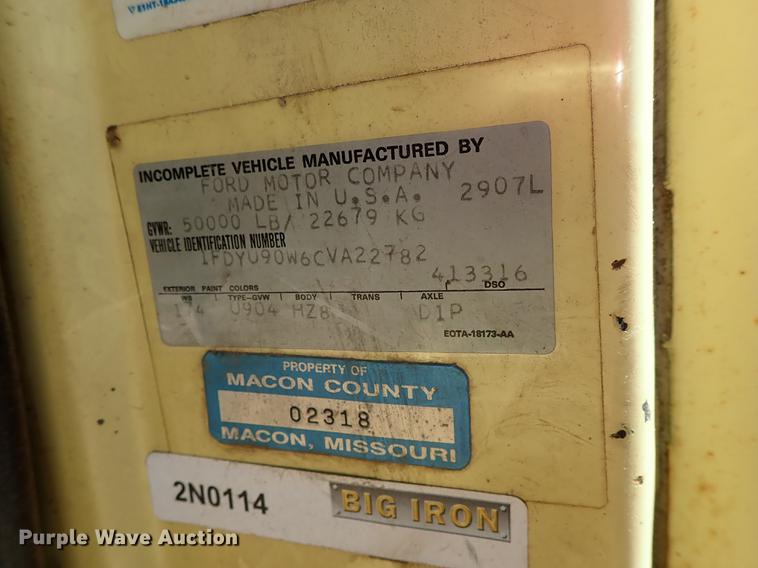 INCOMPLETE VEHICLE MANUFACTURED BY
FORD MOTOR COMPANY
MADE IN U.S.A. 2907L
GVWR: 50000 LB/ 22679 KG
VEHICLE IDENTIFICATION NUMBER
1FDYU90W6CVA22782
413316
EXTERIOR PAINT COLORS DSO
WB TYPE-GVW BODY TRANS AXLE
174 U904 HZ8 D1P
EOTA-18173-AA
PROPERTY OF
MACON COUNTY
02318
MACON, MISSOURI
2N0114 BIG IRON
Purple Wave Auction